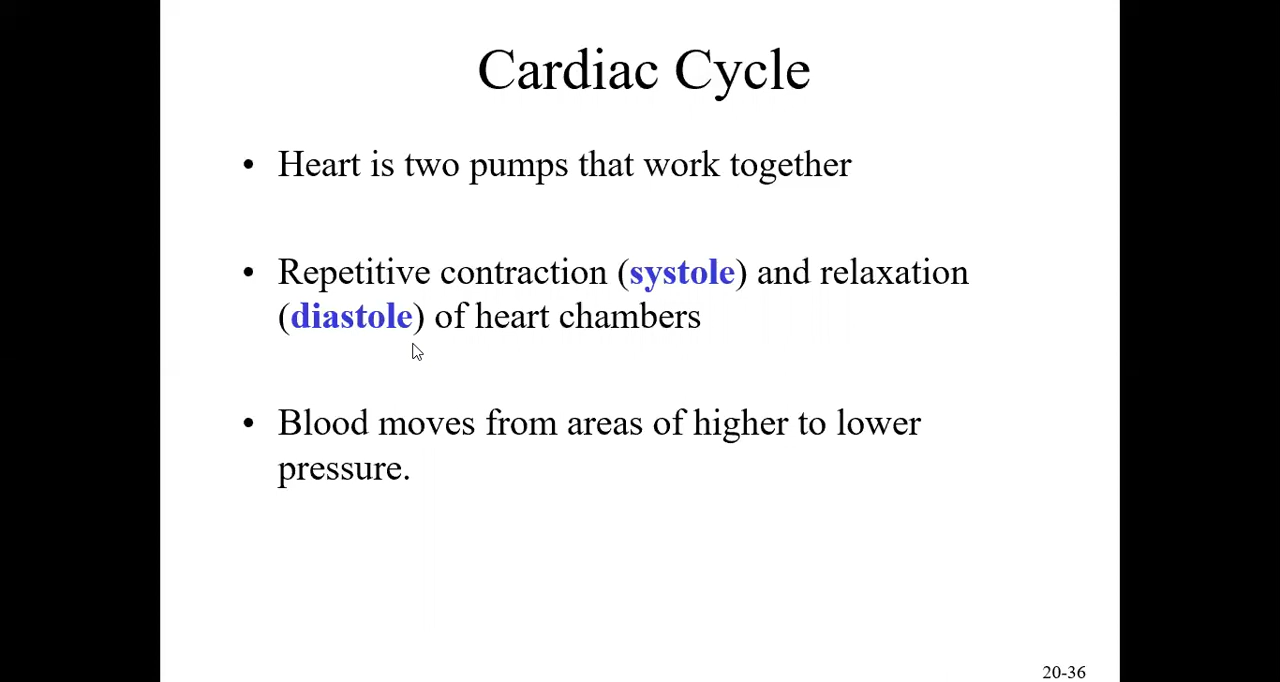 Cardiac Cycle
• Heart is two pumps that work together
• Repetitive contraction (systole) and relaxation
(diastole) of heart chambers
• Blood moves from areas of higher to lower
pressure.
20-36